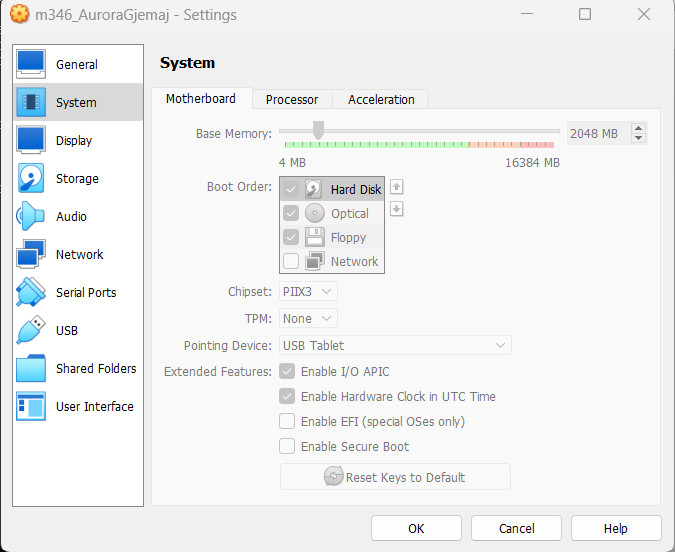 m346_AuroraGjemaj - Settings
General
System
Display
Storage
Audio
Network
Serial Ports
USB
Shared Folders
User Interface
System
Motherboard Processor Acceleration
Base Memory: 2048 MB
4 MB 16384 MB
Boot Order: Hard Disk
Optical
Floppy
Network
Chipset: PIIX3
TPM: None
Pointing Device: USB Tablet
Extended Features: Enable I/O APIC
Enable Hardware Clock in UTC Time
Enable EFI (special OSes only)
Enable Secure Boot
Reset Keys to Default
OK Cancel Help